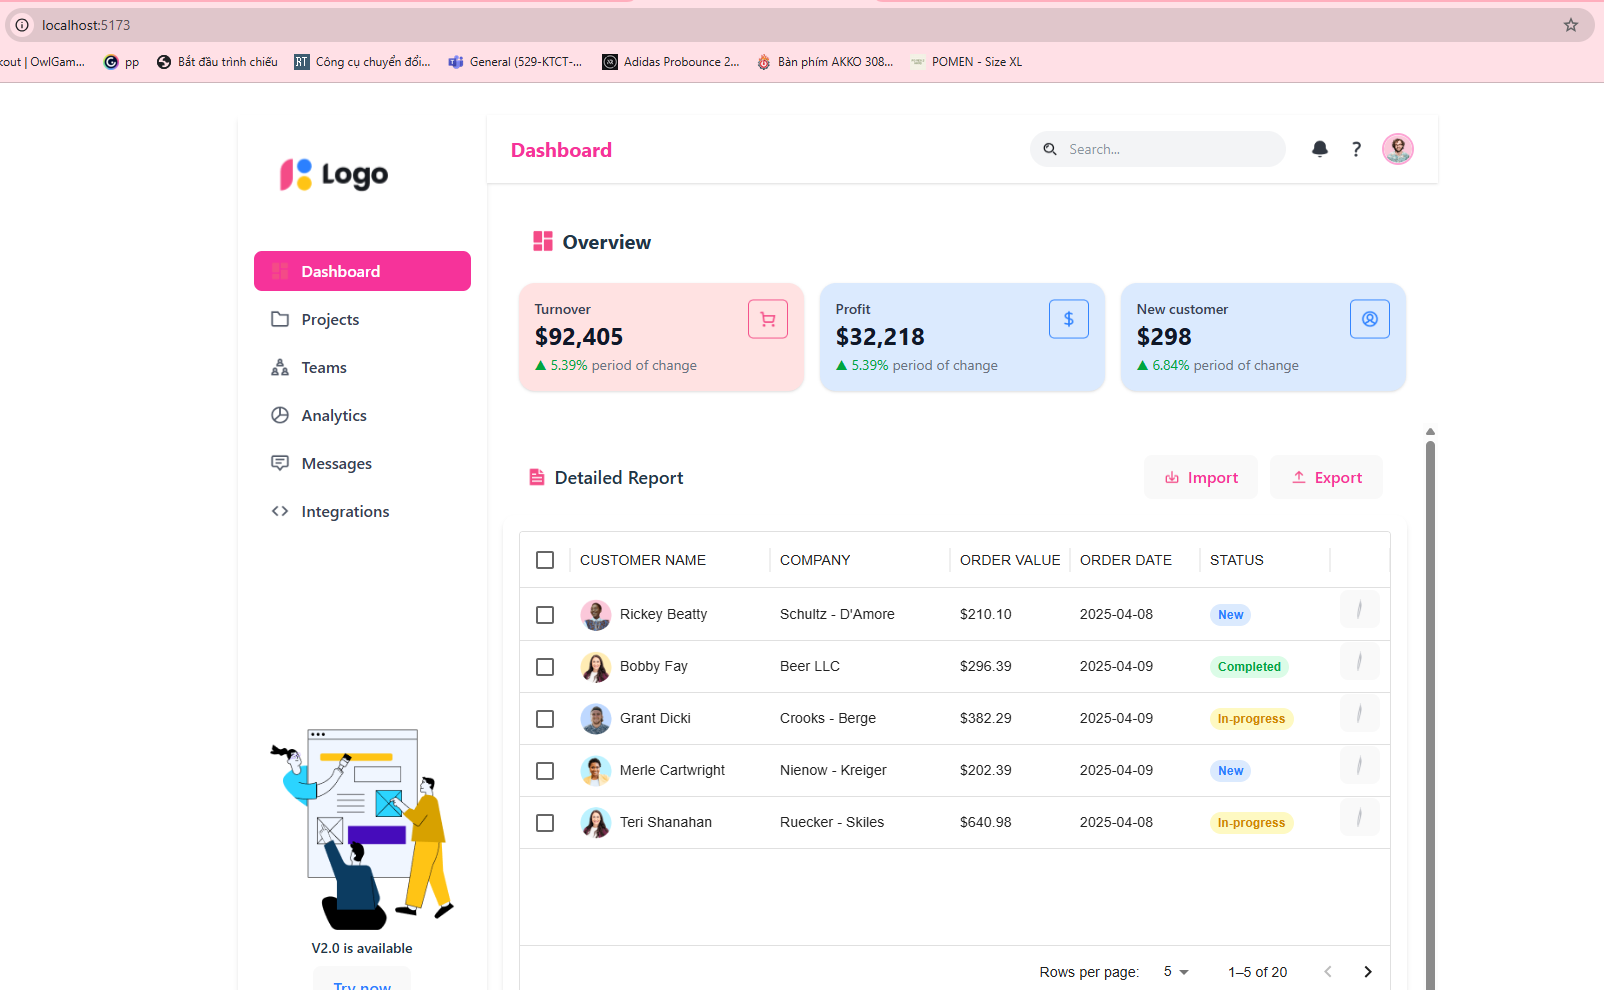 localhost:5173
kout | OwlGam...
pp
Bắt đầu trình chiếu
RT
Công cụ chuyển đổi...
General (529-KTCT-...
Adidas Probounce 2...
Bàn phím AKKO 308...
POMEN - Size XL
Logo
Dashboard
Search...
?
Dashboard
Projects
Teams
Analytics
Messages
Integrations
V2.0 is available
Try now
Overview
Turnover
$92,405
▲ 5.39% period of change
Profit
$32,218
▲ 5.39% period of change
$
New customer
$298
▲ 6.84% period of change
Detailed Report
Import
Export
CUSTOMER NAME COMPANY ORDER VALUE ORDER DATE STATUS
Rickey Beatty Schultz - D'Amore $210.10 2025-04-08 New
Bobby Fay Beer LLC $296.39 2025-04-09 Completed
Grant Dicki Crooks - Berge $382.29 2025-04-09 In-progress
Merle Cartwright Nienow - Kreiger $202.39 2025-04-09 New
Teri Shanahan Ruecker - Skiles $640.98 2025-04-08 In-progress
Rows per page: 5 1–5 of 20